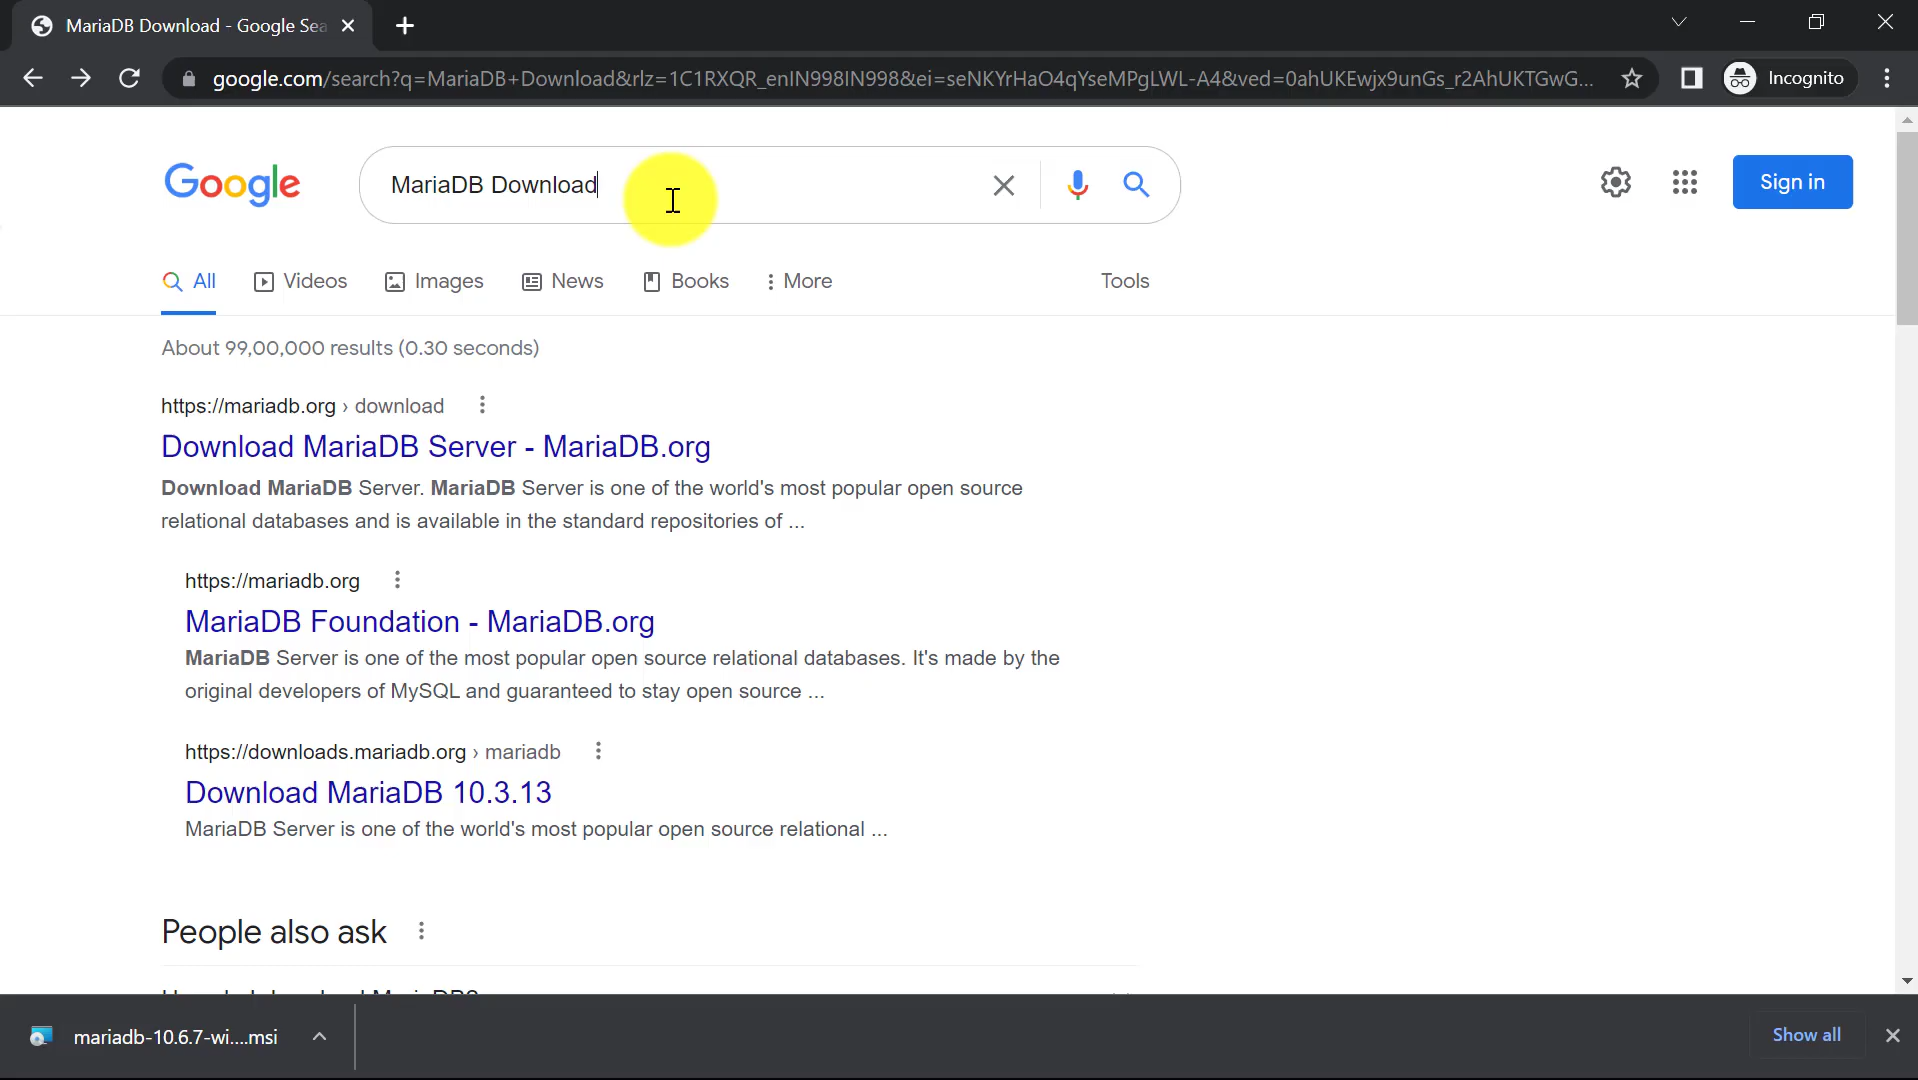 MariaDB Download - Google Sea
google.com/search?q=MariaDB+Download&rlz=1C1RXQR_enIN998IN998&ei=seNKYrHaO4qYseMPgLWL-A4&ved=0ahUKEwjx9unGs_r2AhUKTGwG...
Incognito
Google
MariaDB Download
Sign in
All
Videos
Images
News
Books
More
Tools
About 99,00,000 results (0.30 seconds)
https://mariadb.org › download
Download MariaDB Server - MariaDB.org
Download MariaDB Server. MariaDB Server is one of the world's most popular open source
relational databases and is available in the standard repositories of ...
https://mariadb.org
MariaDB Foundation - MariaDB.org
MariaDB Server is one of the most popular open source relational databases. It's made by the
original developers of MySQL and guaranteed to stay open source ...
https://downloads.mariadb.org › mariadb
Download MariaDB 10.3.13
MariaDB Server is one of the world's most popular open source relational ...
People also ask
mariadb-10.6.7-wi....msi
Show all